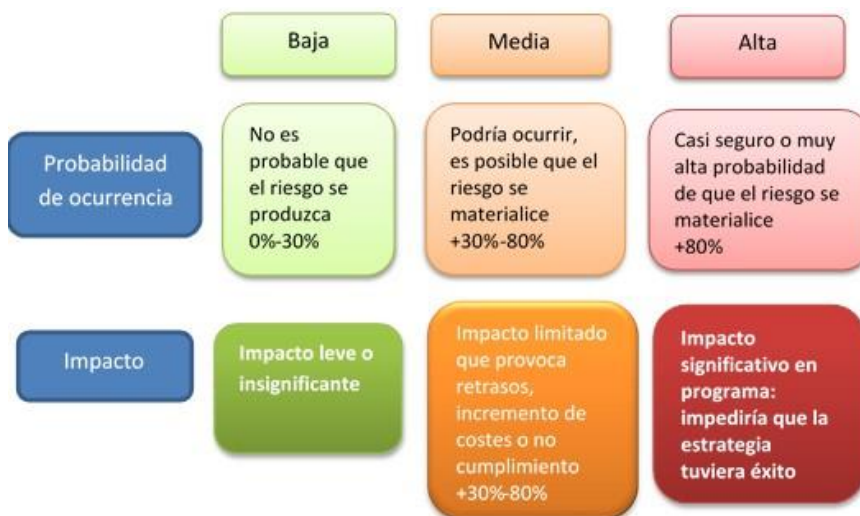 Baja
Media
Alta
Probabilidad
de ocurrencia
No es
probable que
el riesgo se
produzca
0%-30%
Podría ocurrir,
es posible que el
riesgo se
materialice
+30%-80%
Casi seguro o muy
alta probabilidad
de que el riesgo se
materialice
+80%
Impacto
Impacto leve o
insignificante
Impacto limitado
que provoca
retrasos,
incremento de
costes o no
cumplimiento
+30%-80%
Impacto
significativo en
programa:
impediría que la
estrategia
tuviera éxito